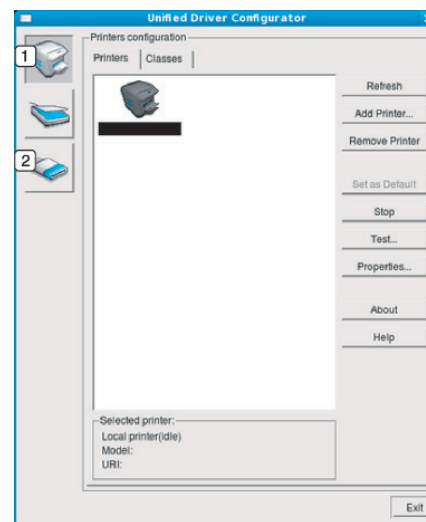 Unified Driver Configurator
1
Printers configuration
Printers Classes
Refresh
Add Printer...
Remove Printer
2
Set as Default
Stop
Test...
Properties...
About
Help
Selected printer:
Local printer(idle)
Model:
URI:
Exit